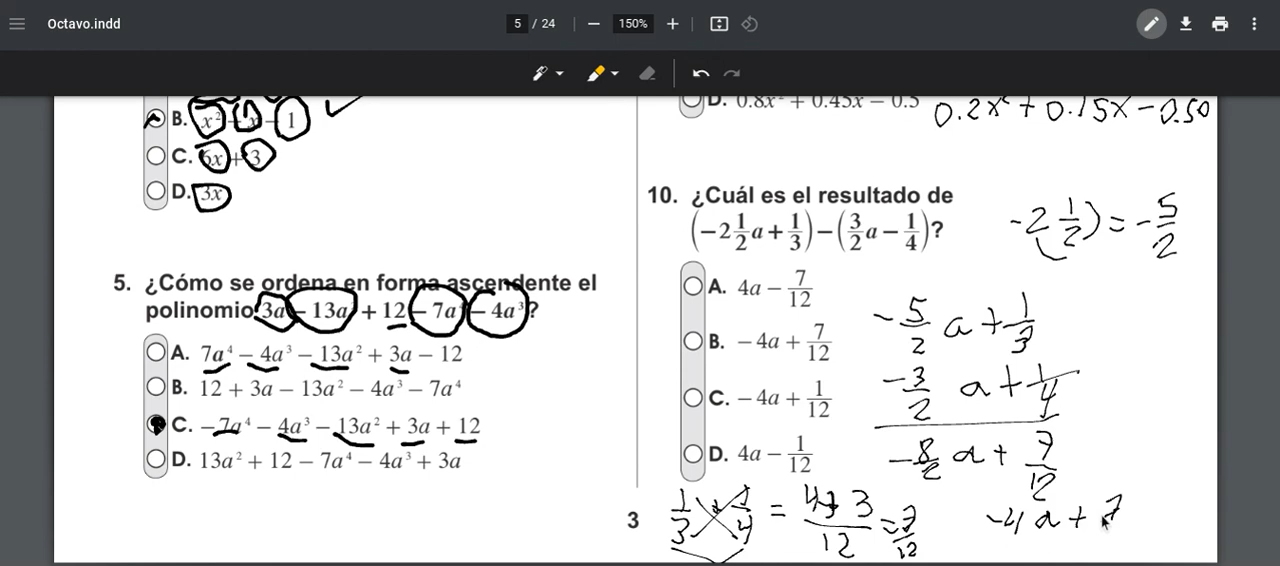 Octavo.indd
5 / 24
150%
B. x² + x − 1
C. 6x + 3
D. 3x
5. ¿Cómo se ordena en forma ascendente el
polinomio 3a − 13a² + 12 − 7a⁴ − 4a³?
A. 7a⁴ − 4a³ − 13a² + 3a − 12
B. 12 + 3a − 13a² − 4a³ − 7a⁴
C. −7a⁴ − 4a³ − 13a² + 3a + 12
D. 13a² + 12 − 7a⁴ − 4a³ + 3a
3
D. 0.8x² + 0.45x − 0.5
0.2x² + 0.15x − 0.50
10. ¿Cuál es el resultado de
(−2 1/2 a + 1/3) − (3/2 a − 1/4)?
A. 4a − 7/12
B. −4a + 7/12
C. −4a + 1/12
D. 4a − 1/12
−2 1/2) = −5/2
−5/2 a + 1/3
−3/2 a + 1/4
−8/2 a + 7/12
−4a + 7
1/3 + 1/4 = 4+3/12 = 7/12